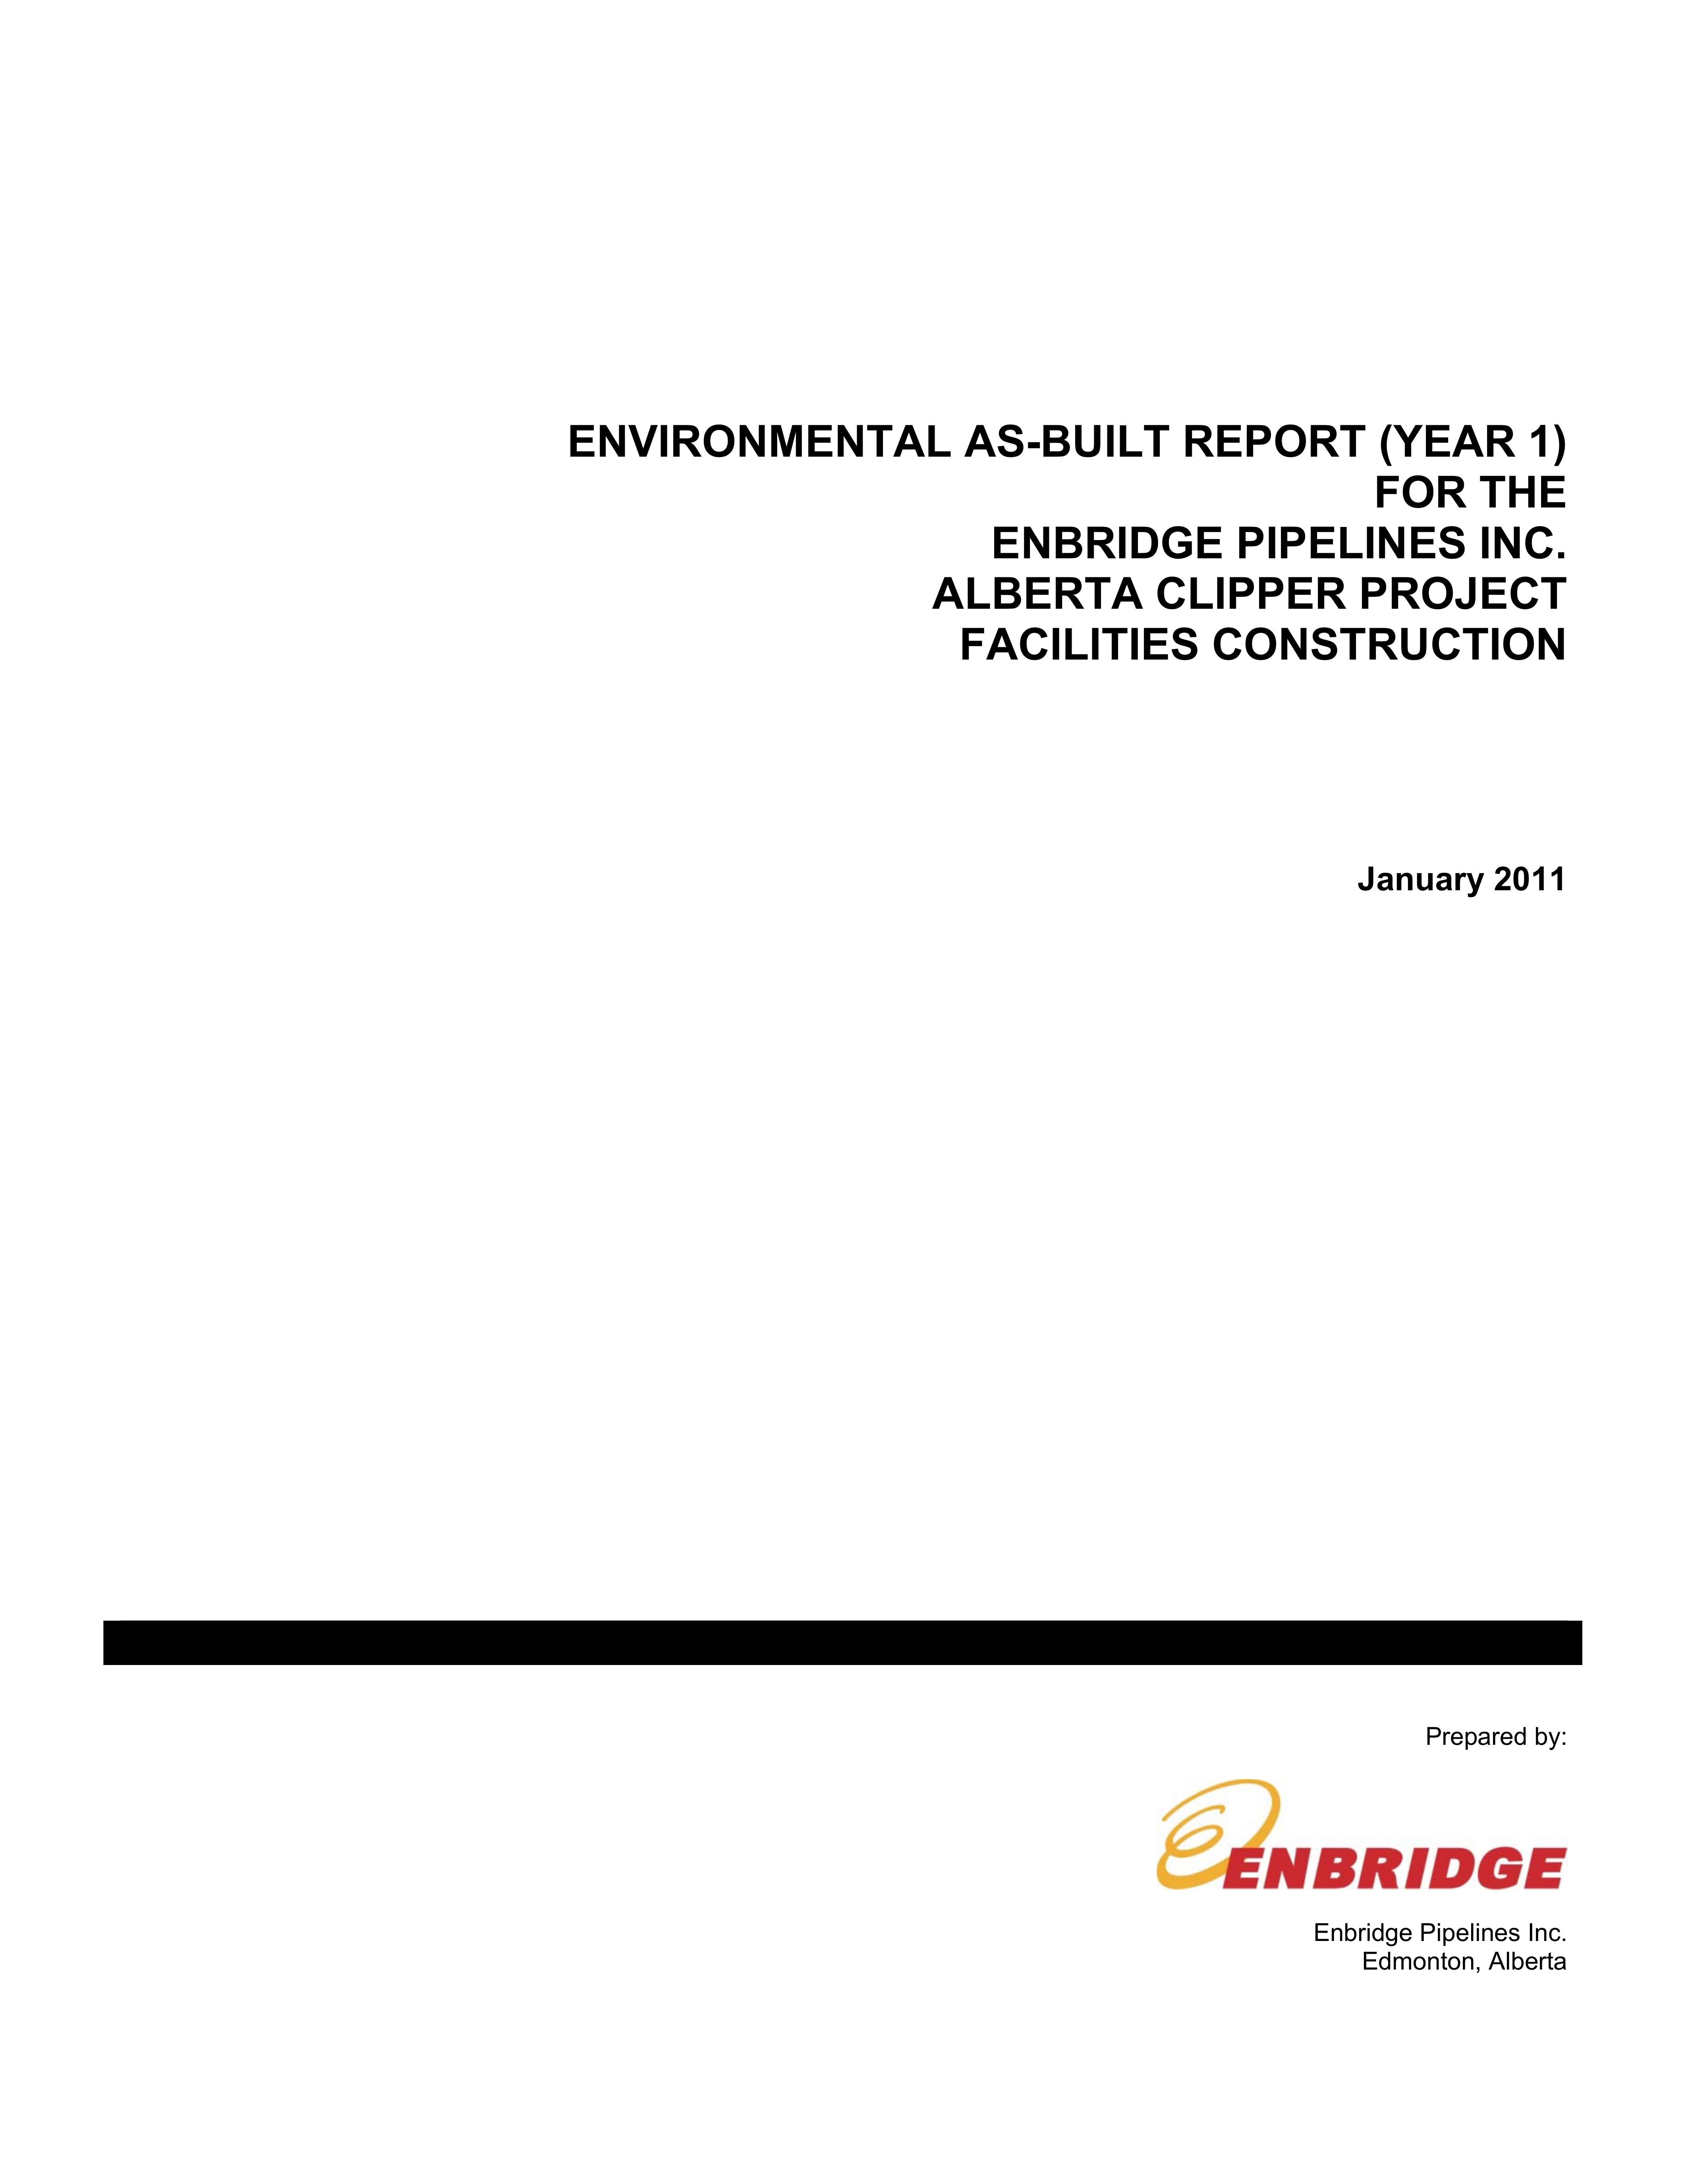 ENVIRONMENTAL AS-BUILT REPORT (YEAR 1)
FOR THE
ENBRIDGE PIPELINES INC.
ALBERTA CLIPPER PROJECT
FACILITIES CONSTRUCTION
January 2011
Prepared by:
ENBRIDGE
Enbridge Pipelines Inc.
Edmonton, Alberta